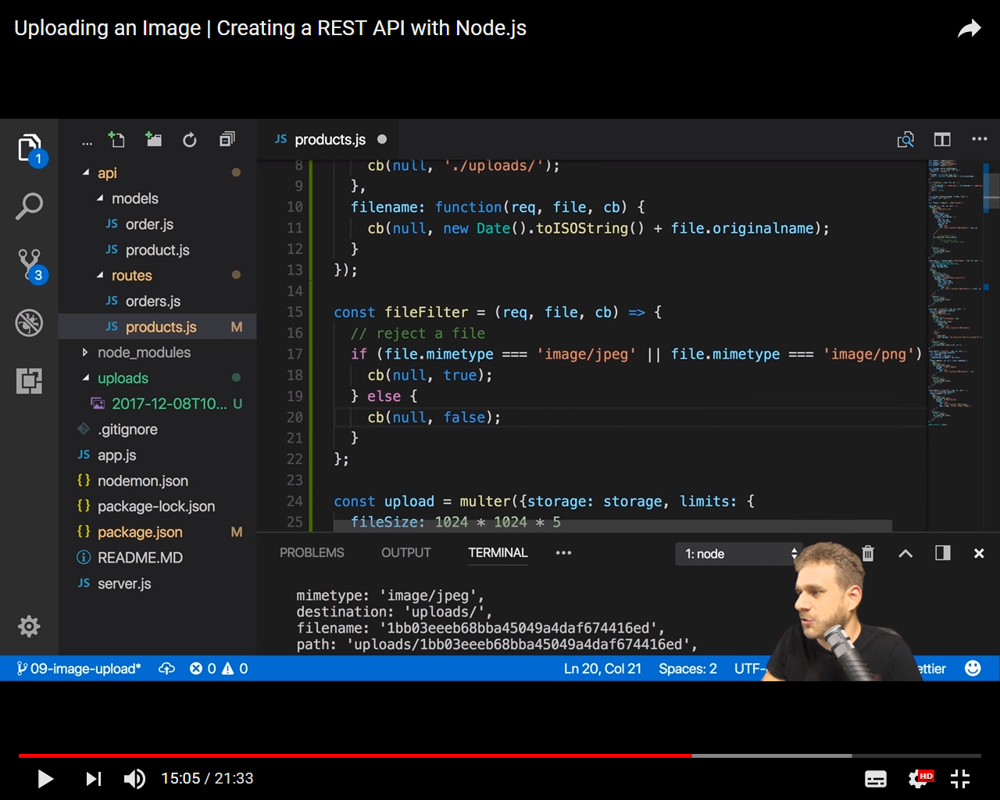 Uploading an Image | Creating a REST API with Node.js
1
3
...
api
models
JS order.js
JS product.js
routes
JS orders.js
JS products.js M
node_modules
uploads
2017-12-08T10... U
.gitignore
JS app.js
{} nodemon.json
{} package-lock.json
{} package.json M
README.MD
JS server.js
JS products.js
8 cb(null, './uploads/');
9 },
10 filename: function(req, file, cb) {
11 cb(null, new Date().toISOString() + file.originalname);
12 }
13 });
14
15 const fileFilter = (req, file, cb) => {
16 // reject a file
17 if (file.mimetype === 'image/jpeg' || file.mimetype === 'image/png')
18 cb(null, true);
19 } else {
20 cb(null, false);
21 }
22 };
23
24 const upload = multer({storage: storage, limits: {
25 fileSize: 1024 * 1024 * 5
PROBLEMS OUTPUT TERMINAL ... 1: node
mimetype: 'image/jpeg',
destination: 'uploads/',
filename: '1bb03eeeb68bba45049a4daf674416ed',
path: 'uploads/1bb03eeeb68bba45049a4daf674416ed',
09-image-upload* 0 0 Ln 20, Col 21 Spaces: 2 UTF- ettier
15:05 / 21:33 HD